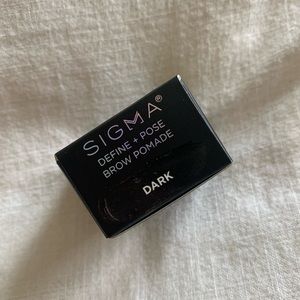 SIGMA®
DEFINE + POSE
BROW POMADE
DARK